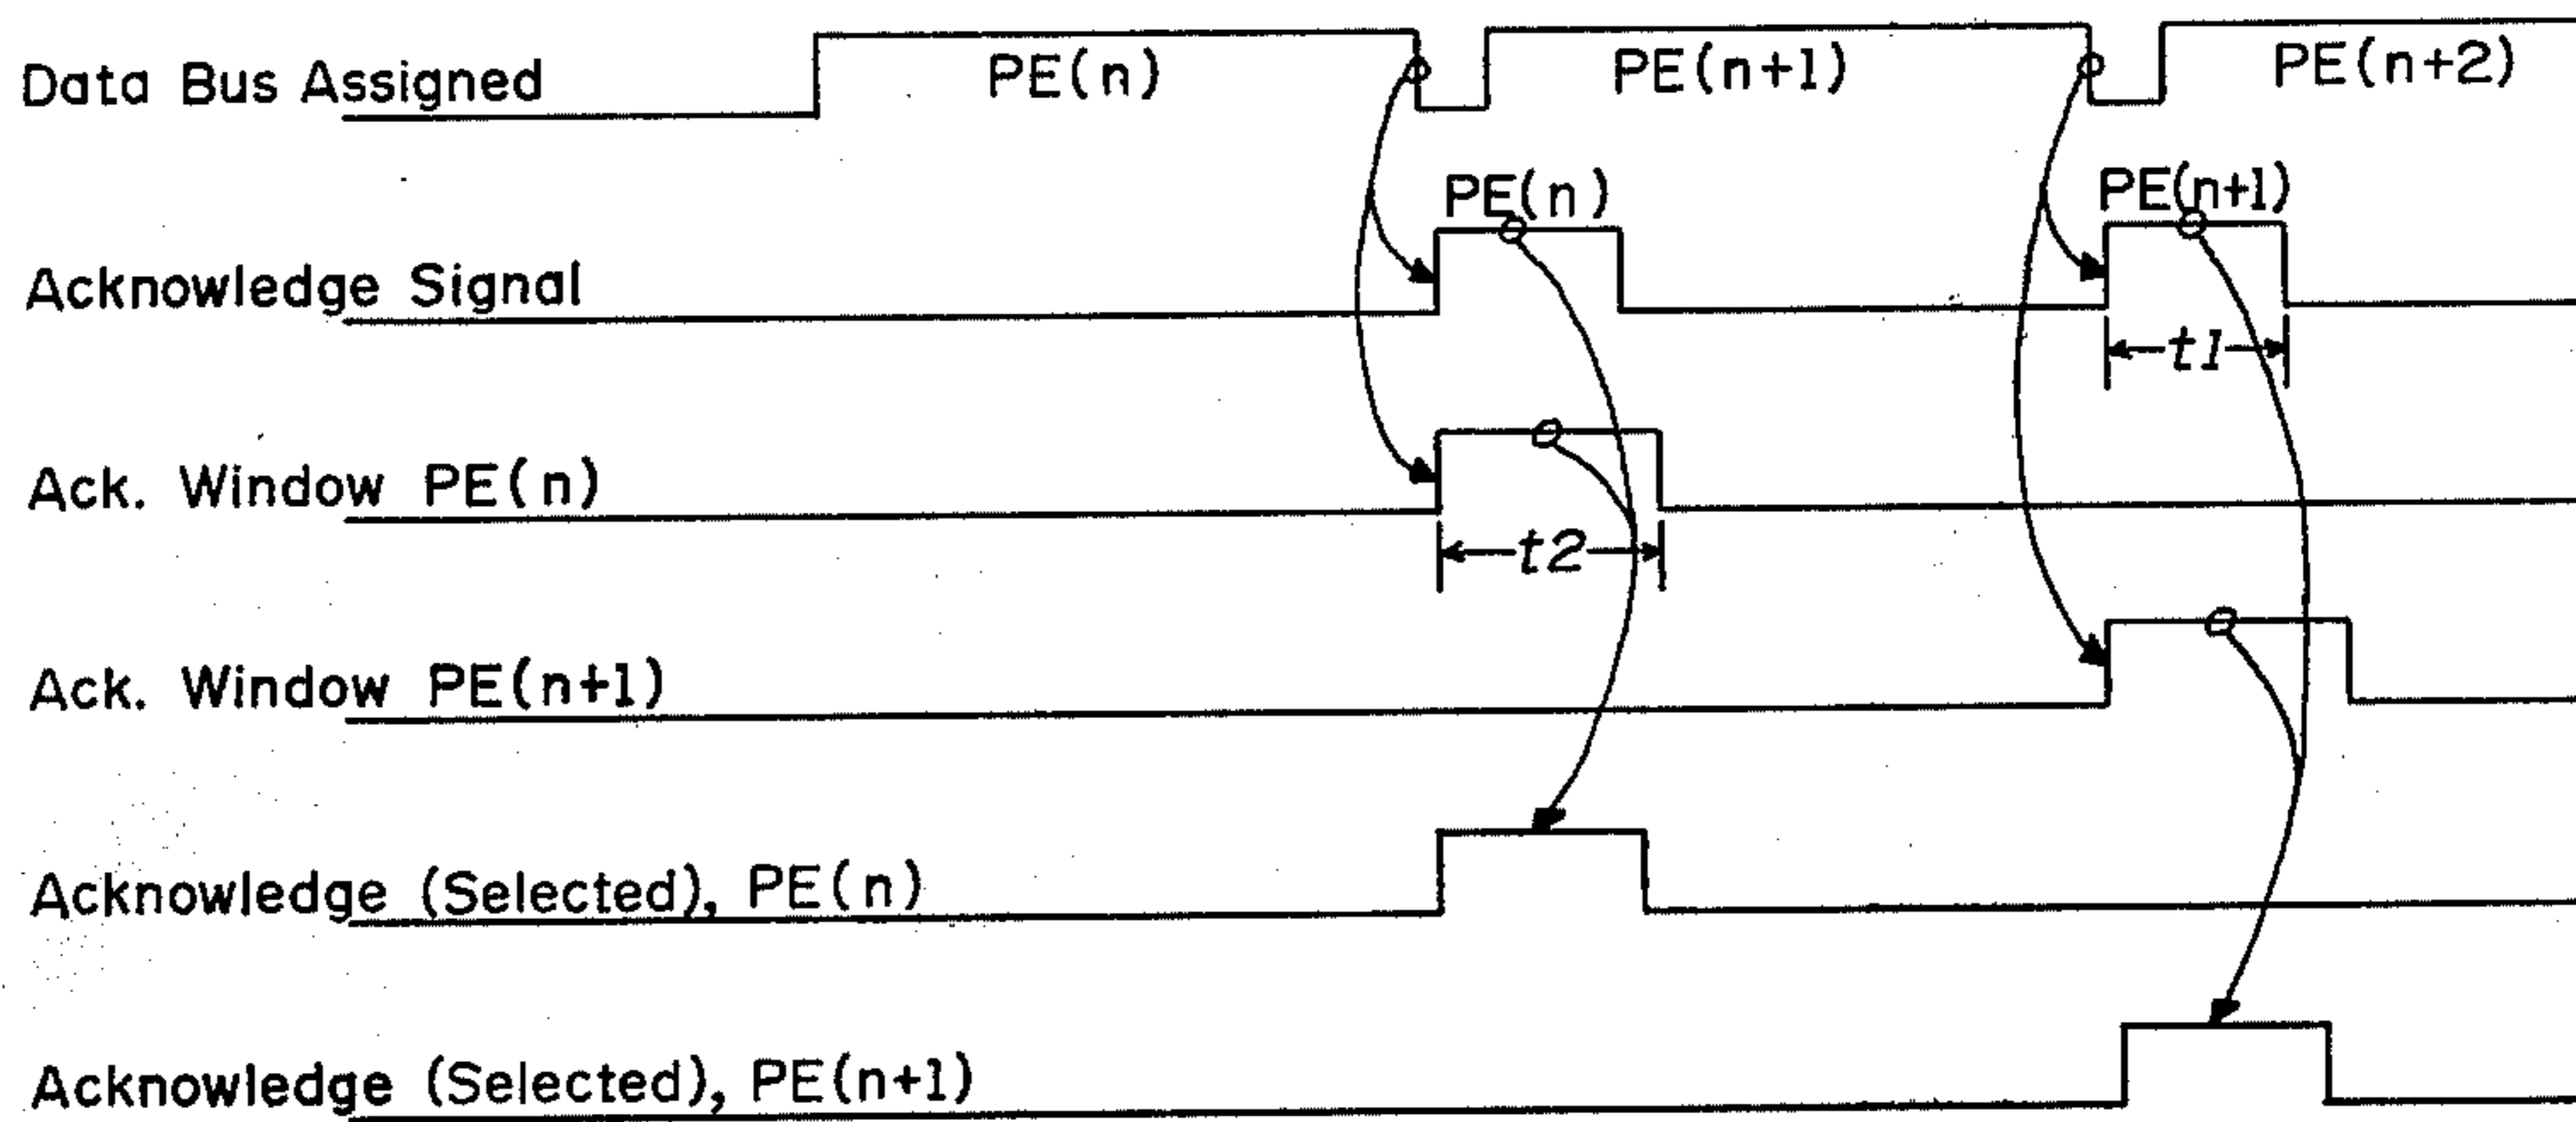 Data Bus Assigned
PE(n)
PE(n+1)
PE(n+2)
PE(n)
PE(n+1)
Acknowledge Signal
t1
Ack. Window PE(n)
t2
Ack. Window PE(n+1)
Acknowledge (Selected), PE(n)
Acknowledge (Selected), PE(n+1)